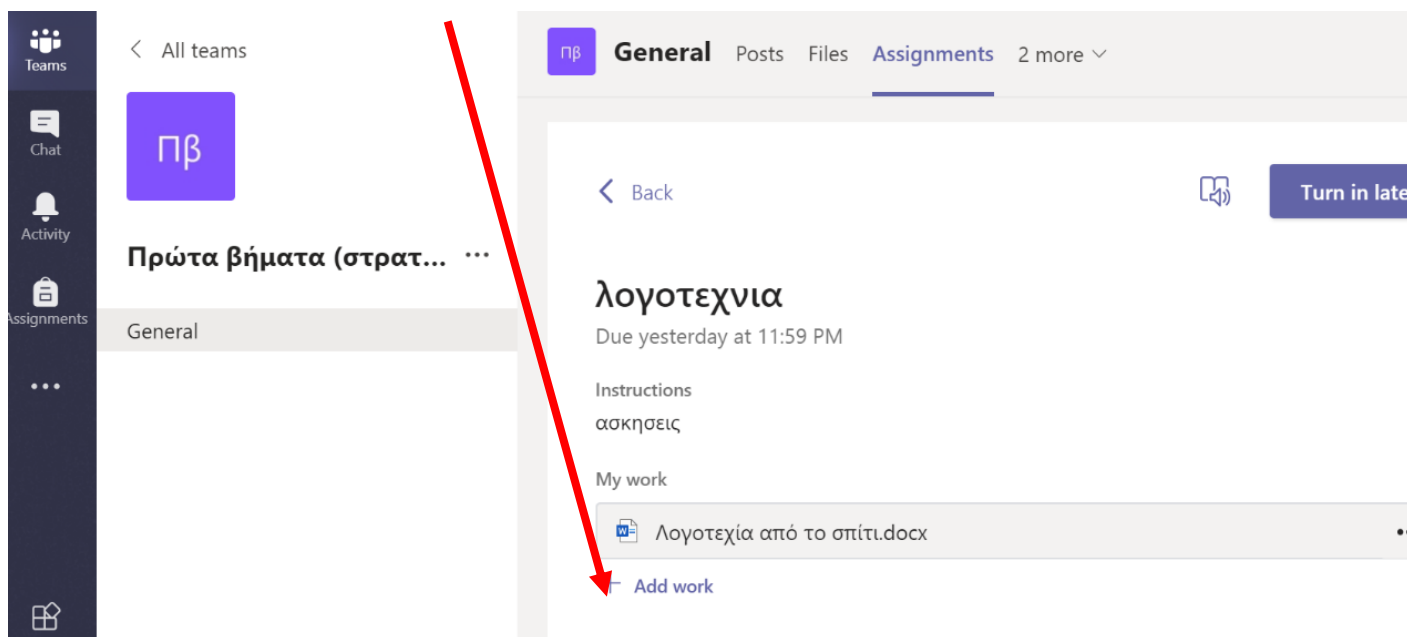 Teams
Chat
Activity
Assignments
All teams
Πβ
Πρώτα βήματα (στρατ... ...
General
Πβ General Posts Files Assignments 2 more
Back
Turn in late
λογοτεχνια
Due yesterday at 11:59 PM
Instructions
ασκησεις
My work
Λογοτεχία από το σπίτι.docx
+ Add work